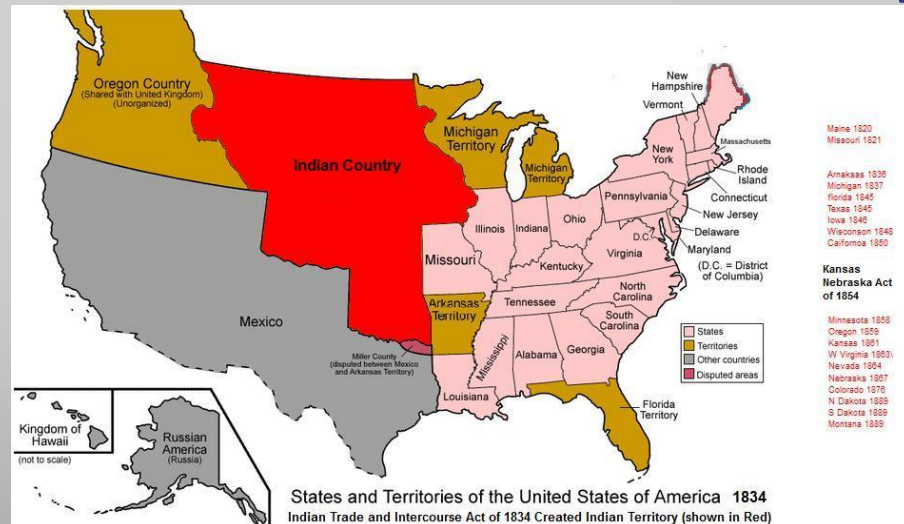 Oregon Country
(Shared with United Kingdom)
(Unorganized)
Indian Country
Michigan
Territory
Michigan
Territory
New
Hampshire
Vermont
Massachusetts
New
York
Rhode
Island
Connecticut
Pennsylvania
New Jersey
Delaware
Maryland
D.C.
(D.C. = District
of Columbia)
Illinois
Indiana
Ohio
Virginia
Missouri
Kentucky
North
Carolina
Tennessee
South
Carolina
Arkansas
Territory
Mississippi
Alabama
Georgia
Louisiana
Florida
Territory
Mexico
Miller County
(disputed between Mexico
and Arkansas Territory)
States
Territories
Other countries
Disputed areas
Kingdom of
Hawaii
(not to scale)
Russian
America
(Russia)
States and Territories of the United States of America 1834
Indian Trade and Intercourse Act of 1834 Created Indian Territory (shown in Red)
Maine 1820
Missouri 1821
Arnaksas 1836
Michigan 1837
florida 1845
Texas 1845
Iowa 1846
Wisconson 1848
Californoa 1850
Kansas
Nebraska Act
of 1854
Minnesota 1858
Oregon 1859
Kansas 1861
W Virginia 1863\
Nevada 1864
Nebrasks 1867
Colorado 1876
N Dakota 1889
S Dakota 1889
Montana 1889